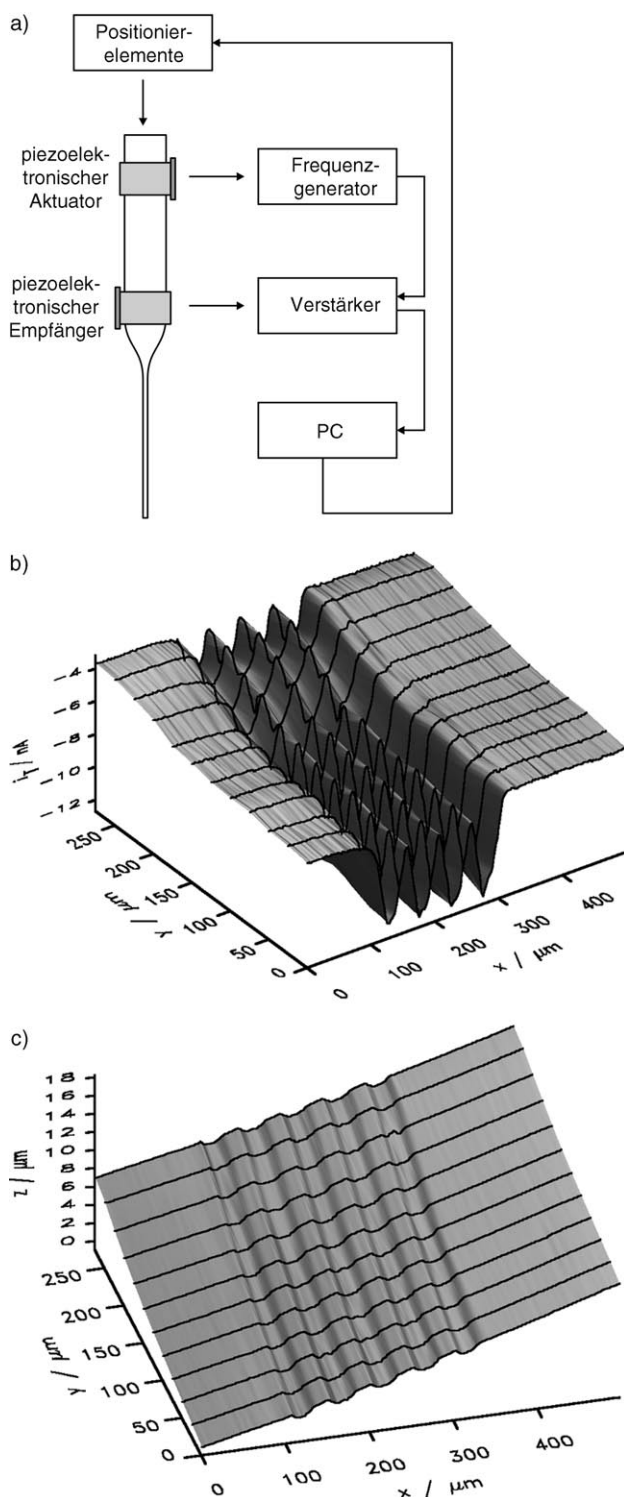 a)
Positionier-
elemente
piezoelek-
tronischer
Aktuator
Frequenz-
generator
piezoelek-
tronischer
Empfänger
Verstärker
PC
b)
−4
−6
−8
−10
−12
i_T / nA
250
200
150
100
50
0
Y / µm
0
100
200
300
400
x / µm
c)
18
16
14
12
10
8
6
4
2
0
z / µm
250
200
150
100
50
0
Y / µm
0
100
200
300
400
x / µm